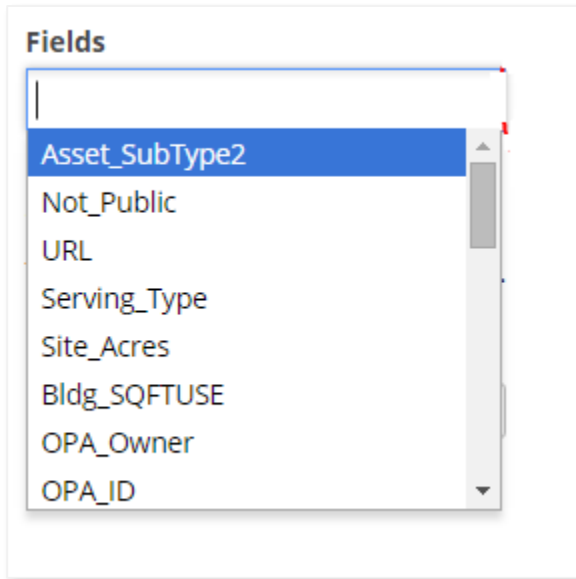 Fields
Asset_SubType2
Not_Public
URL
Serving_Type
Site_Acres
Bldg_SQFTUSE
OPA_Owner
OPA_ID